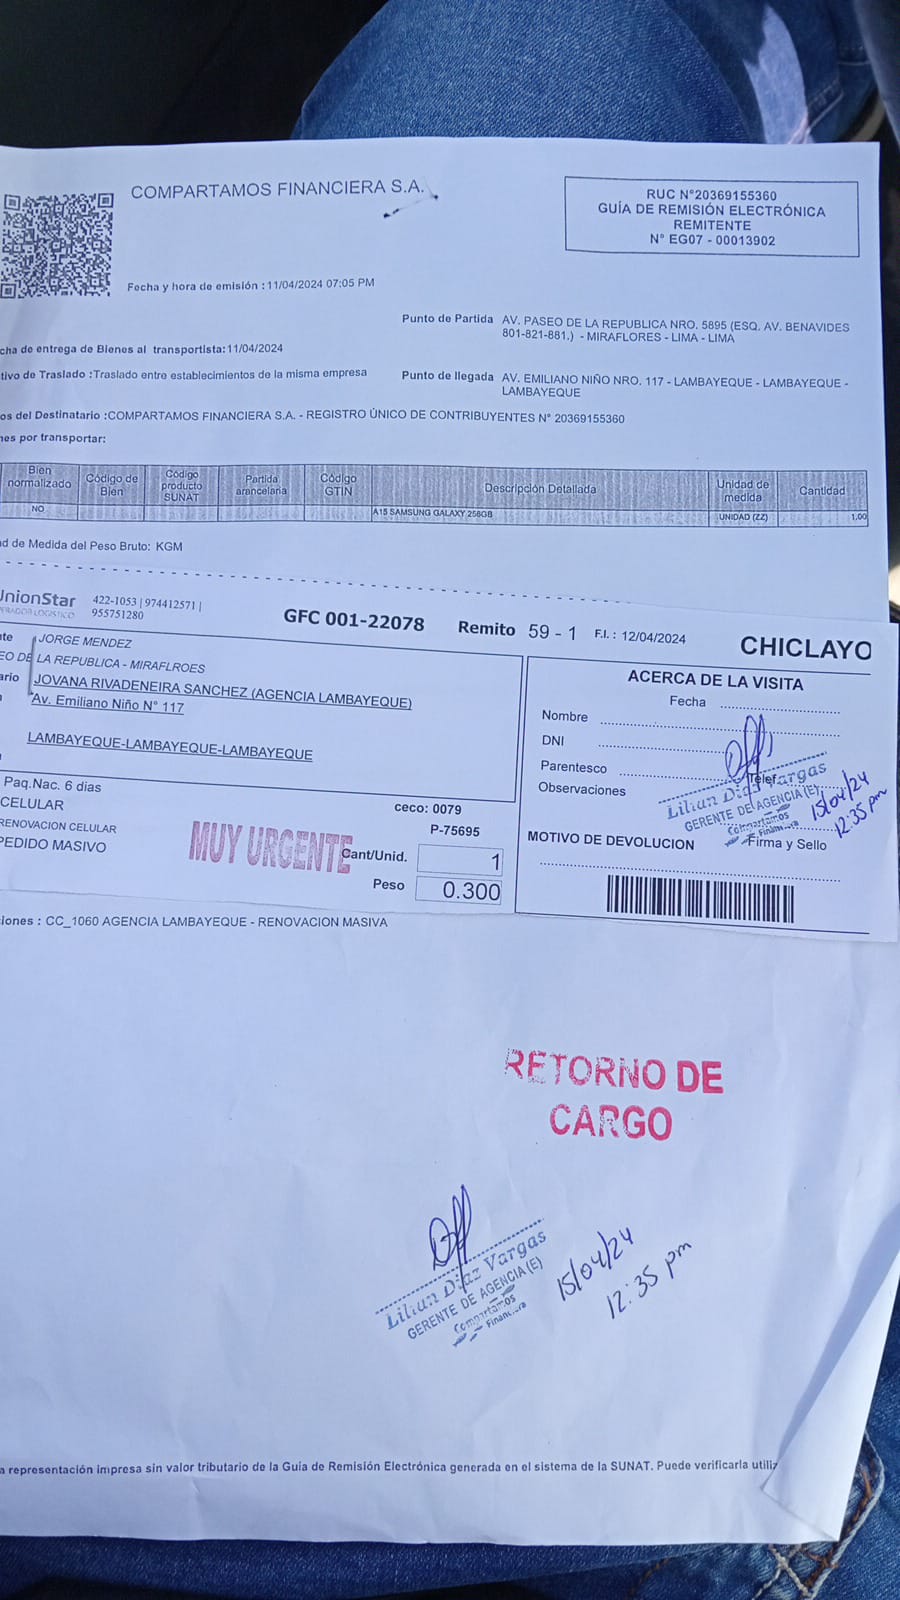 COMPARTAMOS FINANCIERA S.A.
RUC N°20369155360
GUÍA DE REMISIÓN ELECTRÓNICA
REMITENTE
N° EG07 - 00013902
Fecha y hora de emisión : 11/04/2024 07:05 PM
Punto de Partida AV. PASEO DE LA REPUBLICA NRO. 5895 (ESQ. AV. BENAVIDES
801-821-881.) - MIRAFLORES - LIMA - LIMA
cha de entrega de Bienes al transportista: 11/04/2024
tivo de Traslado :Traslado entre establecimientos de la misma empresa
Punto de llegada AV. EMILIANO NIÑO NRO. 117 - LAMBAYEQUE - LAMBAYEQUE -
LAMBAYEQUE
os del Destinatario :COMPARTAMOS FINANCIERA S.A. - REGISTRO ÚNICO DE CONTRIBUYENTES N° 20369155360
nes por transportar:
Bien normalizado Código de Bien Código producto SUNAT Partida arancelaria Código GTIN Descripción Detallada Unidad de medida Cantidad
NO A15 SAMSUNG GALAXY 256GB UNIDAD (ZZ) 1,00
ad de Medida del Peso Bruto: KGM
UnionStar
ERADOR LOGISTICO
422-1053 | 974412571 |
955751280
GFC 001-22078 Remito 59 - 1 F.I. : 12/04/2024 CHICLAYO
nte JORGE MENDEZ
EO DE LA REPUBLICA - MIRAFLROES
ario JOVANA RIVADENEIRA SANCHEZ (AGENCIA LAMBAYEQUE)
Av. Emiliano Niño N° 117
LAMBAYEQUE-LAMBAYEQUE-LAMBAYEQUE
ACERCA DE LA VISITA
Fecha
Nombre
DNI
Parentesco
Telef
Observaciones
Lilian Diaz Vargas
GERENTE DE AGENCIA (E)
Compartamos
Financiera
15/04/24
12:35 pm
Firma y Sello
MOTIVO DE DEVOLUCION
Paq.Nac. 6 dias
CELULAR
RENOVACION CELULAR
PEDIDO MASIVO
MUY URGENTE
ceco: 0079
P-75695
Cant/Unid. 1
Peso 0.300
iones : CC_1060 AGENCIA LAMBAYEQUE - RENOVACION MASIVA
RETORNO DE
CARGO
Lilian Diaz Vargas
GERENTE DE AGENCIA (E)
Compartamos
Financiera
15/04/24
12:35 pm
a representación impresa sin valor tributario de la Guía de Remisión Electrónica generada en el sistema de la SUNAT. Puede verificarla utiliz